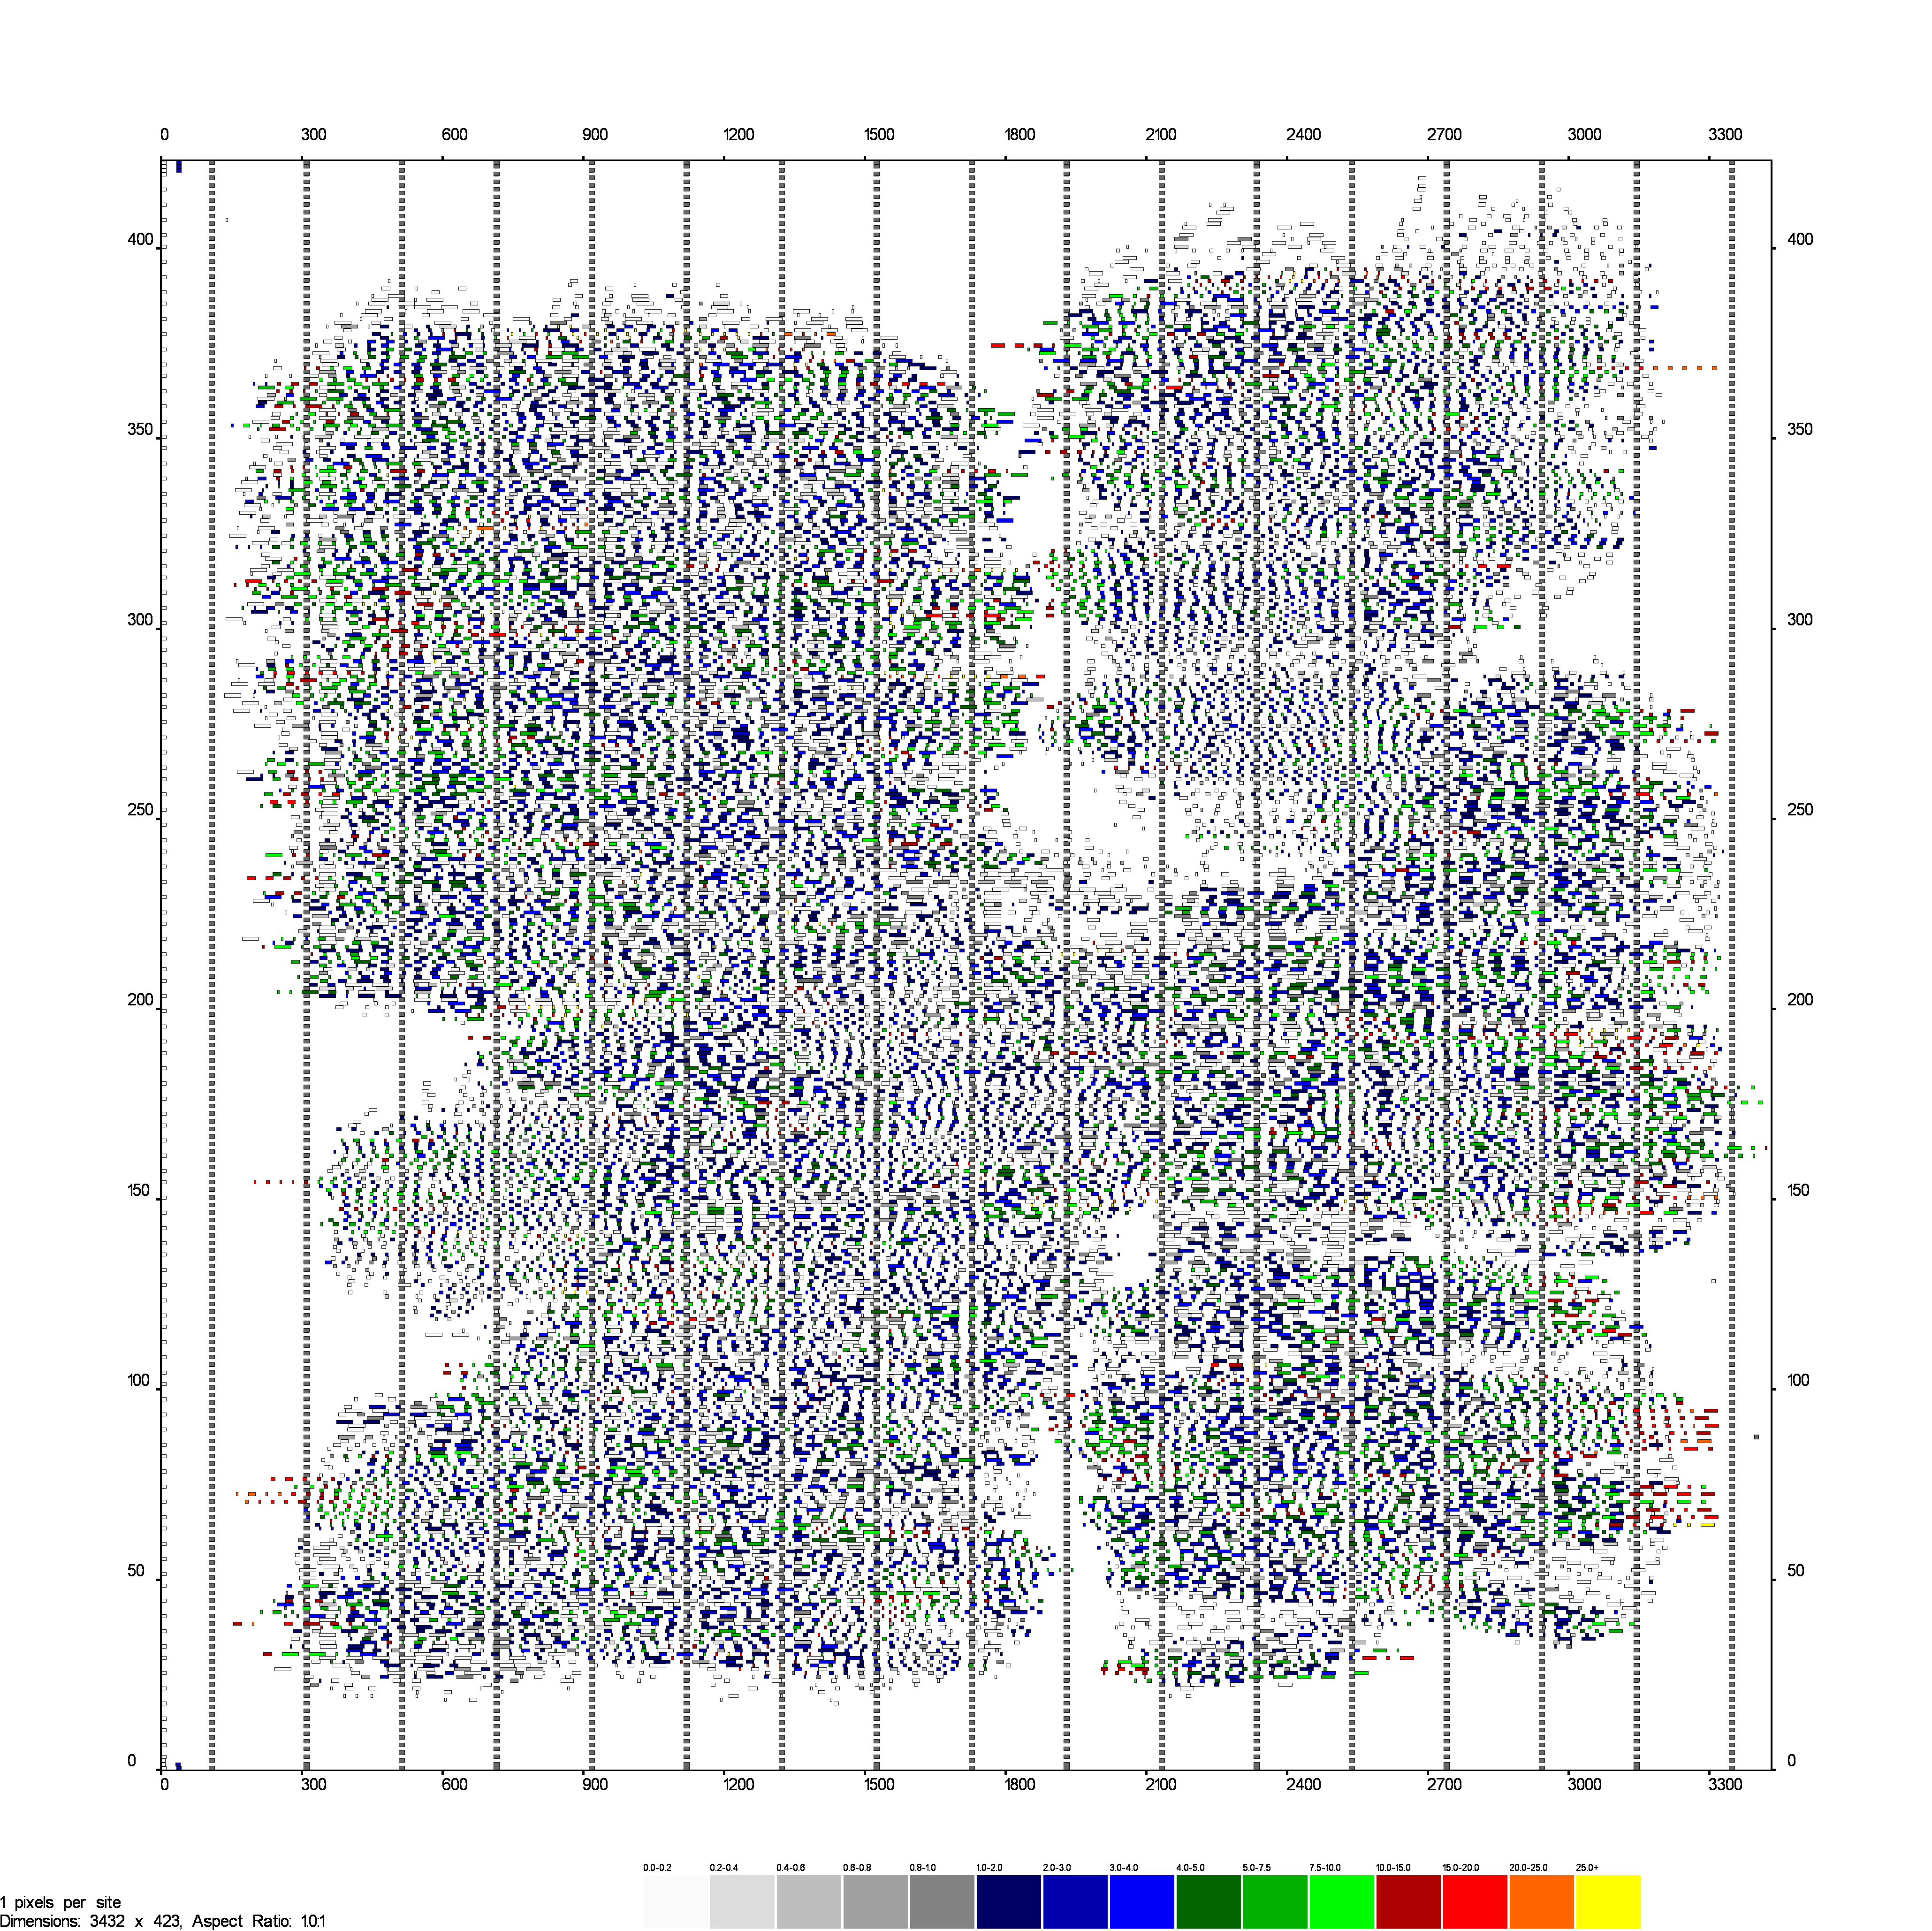 0 300 600 900 1200 1500 1800 2100 2400 2700 3000 3300
400 400
350 350
300 300
250 250
200 200
150 150
100 100
50 50
0 0
0 300 600 900 1200 1500 1800 2100 2400 2700 3000 3300
0.0-0.2 0.2-0.4 0.4-0.6 0.6-0.8 0.8-1.0 1.0-2.0 2.0-3.0 3.0-4.0 4.0-5.0 5.0-7.5 7.5-10.0 10.0-15.0 15.0-20.0 20.0-25.0 25.0+
1 pixels per site
Dimensions: 3432 x 423, Aspect Ratio: 10:1